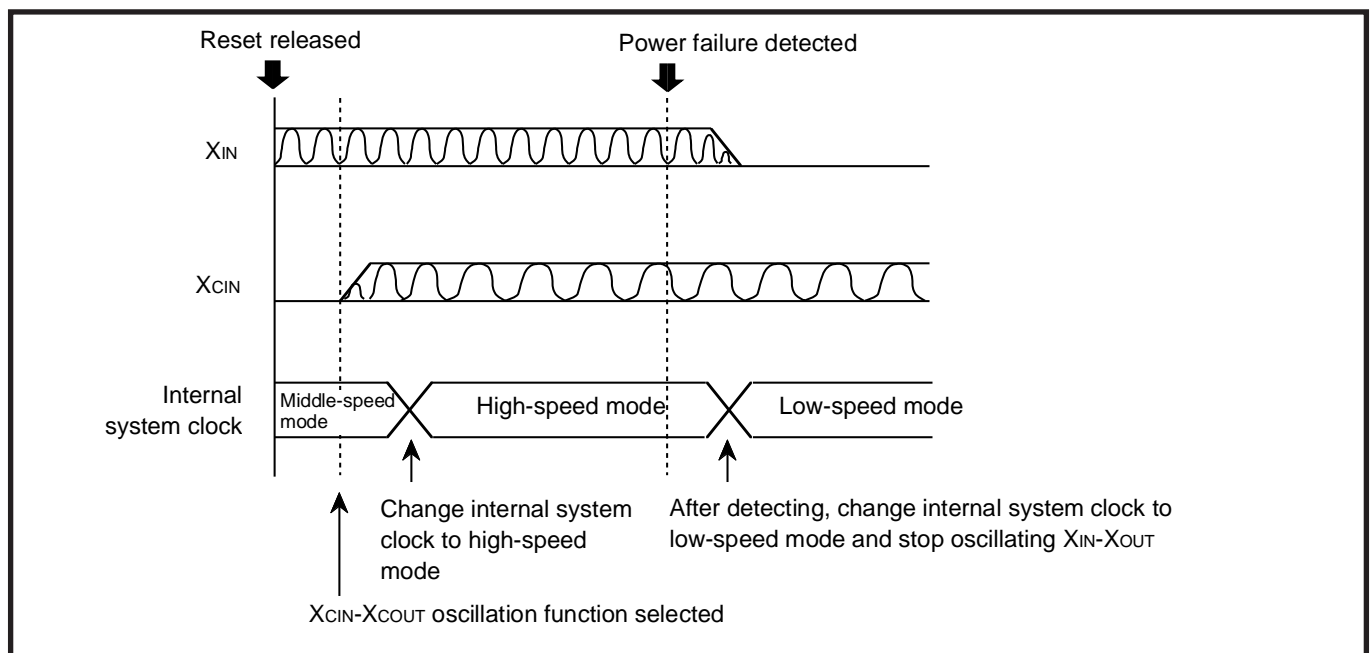 Reset released
Power failure detected
XIN
XCIN
Internal
system clock
Middle-speed
mode
High-speed mode
Low-speed mode
Change internal system
clock to high-speed
mode
After detecting, change internal system clock to
low-speed mode and stop oscillating XIN-XOUT
XCIN-XCOUT oscillation function selected